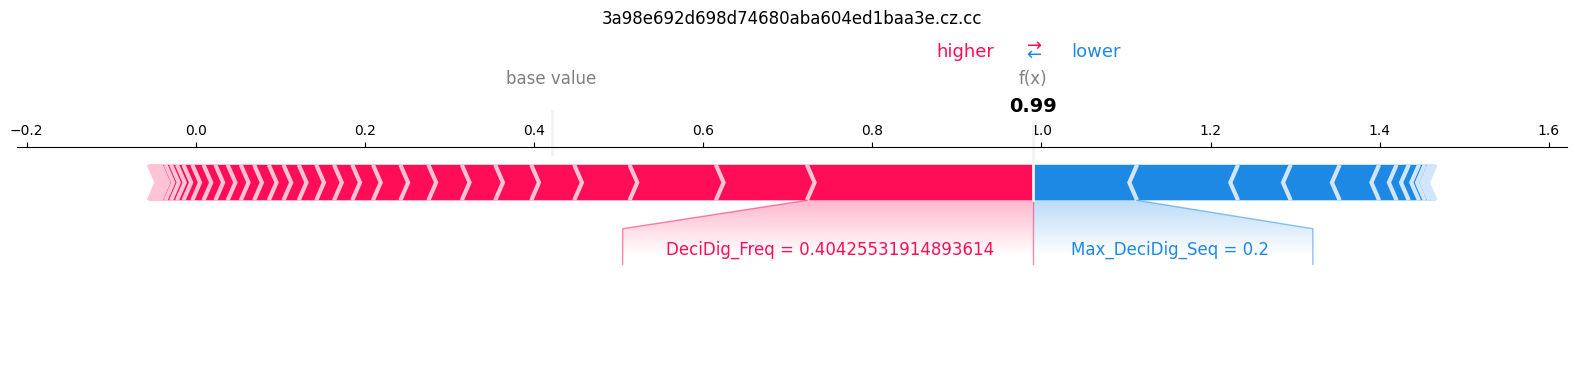 3a98e692d698d74680aba604ed1baa3e.cz.cc
higher → ← lower
base value f(x)
0.99
−0.2 0.0 0.2 0.4 0.6 0.8 1.0 1.2 1.4 1.6
DeciDig_Freq = 0.40425531914893614 Max_DeciDig_Seq = 0.2